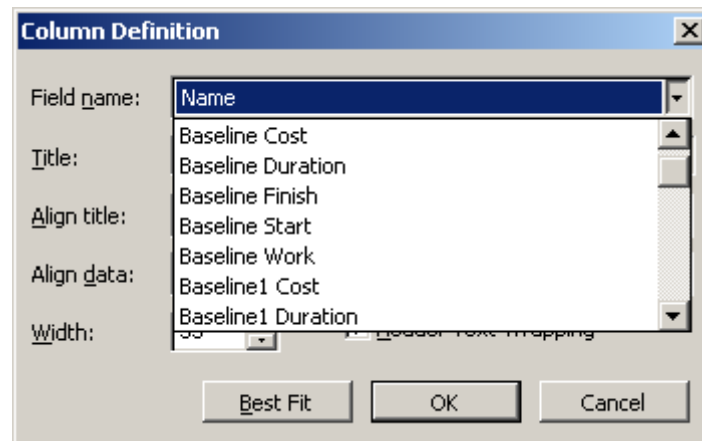 Column Definition
Field name: Name
Baseline Cost
Title: Baseline Duration
Baseline Finish
Align title: Baseline Start
Baseline Work
Align data: Baseline1 Cost
Baseline1 Duration
Width:
Best Fit OK Cancel